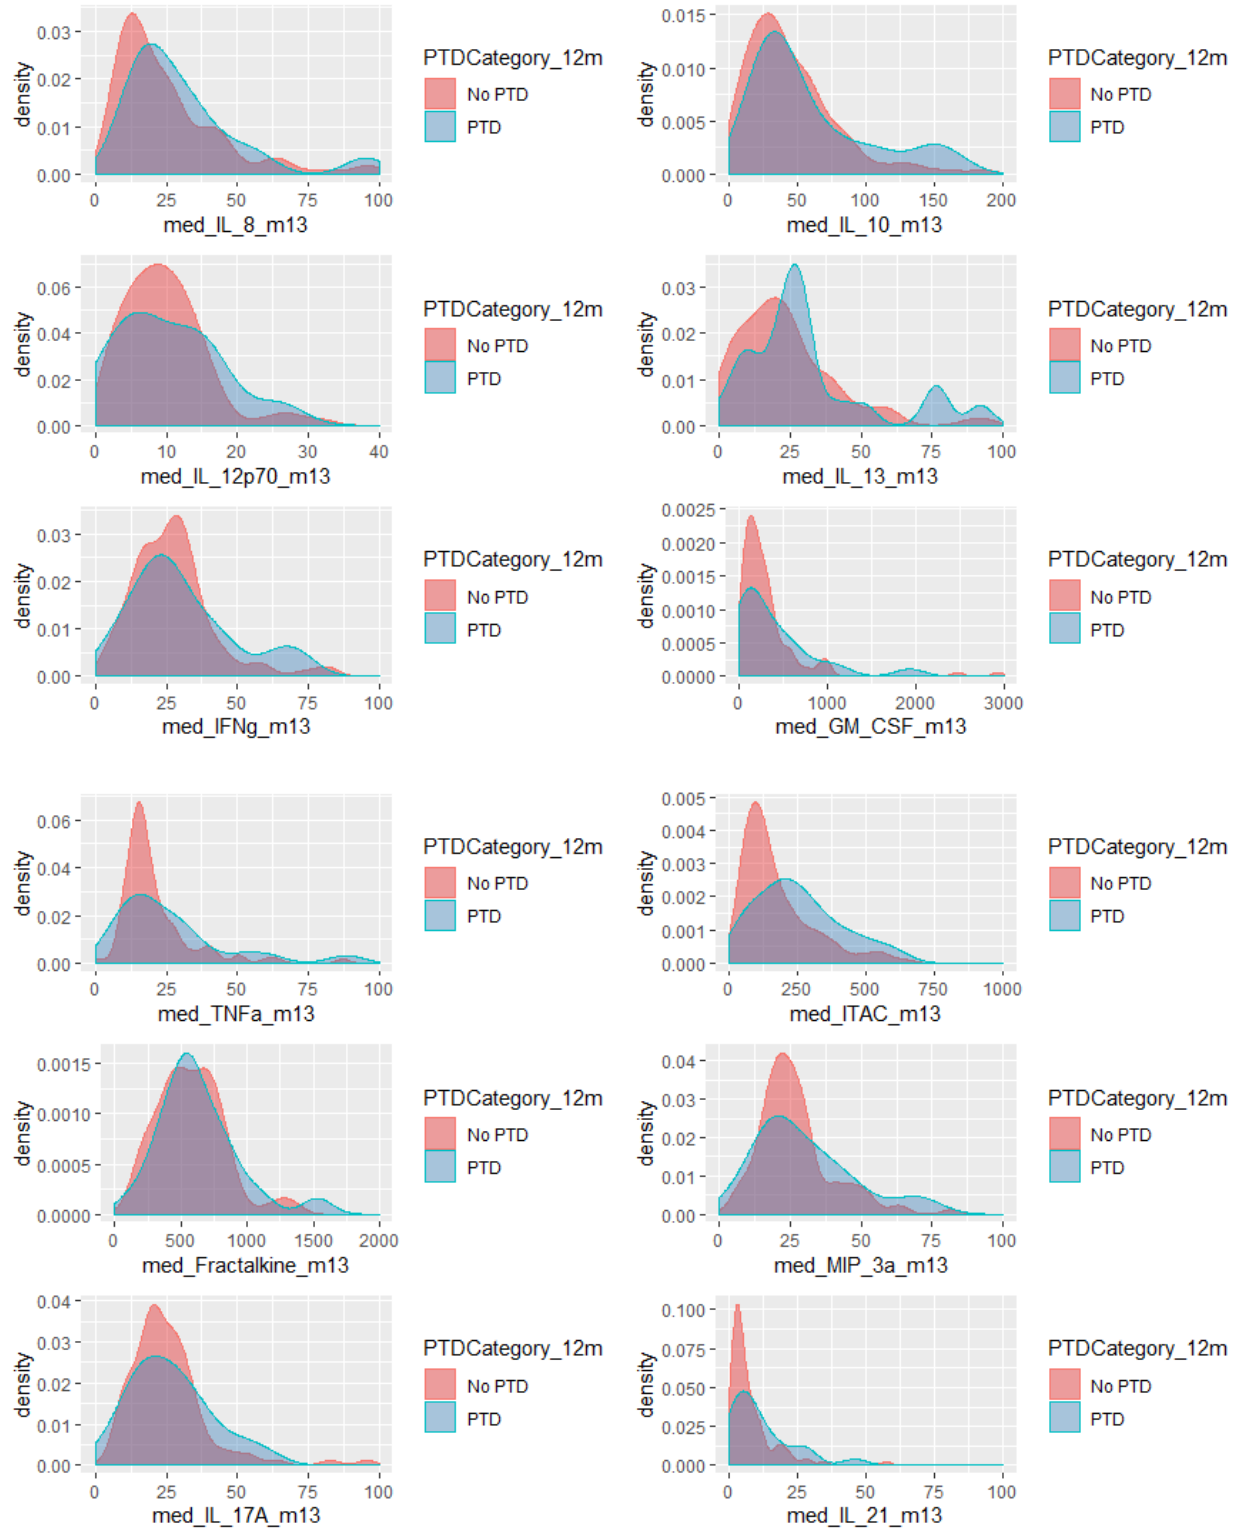 density
0.03
0.02
0.01
0.00
0 25 50 75 100
med_IL_8_m13
PTDCategory_12m
No PTD
PTD
density
0.015
0.010
0.005
0.000
0 50 100 150 200
med_IL_10_m13
PTDCategory_12m
No PTD
PTD
density
0.06
0.04
0.02
0.00
0 10 20 30 40
med_IL_12p70_m13
PTDCategory_12m
No PTD
PTD
density
0.03
0.02
0.01
0.00
0 25 50 75 100
med_IL_13_m13
PTDCategory_12m
No PTD
PTD
density
0.03
0.02
0.01
0.00
0 25 50 75 100
med_IFNg_m13
PTDCategory_12m
No PTD
PTD
density
0.0025
0.0020
0.0015
0.0010
0.0005
0.0000
0 1000 2000 3000
med_GM_CSF_m13
PTDCategory_12m
No PTD
PTD
density
0.06
0.04
0.02
0.00
0 25 50 75 100
med_TNFa_m13
PTDCategory_12m
No PTD
PTD
density
0.005
0.004
0.003
0.002
0.001
0.000
0 250 500 750 1000
med_ITAC_m13
PTDCategory_12m
No PTD
PTD
density
0.0015
0.0010
0.0005
0.0000
0 500 1000 1500 2000
med_Fractalkine_m13
PTDCategory_12m
No PTD
PTD
density
0.04
0.03
0.02
0.01
0.00
0 25 50 75 100
med_MIP_3a_m13
PTDCategory_12m
No PTD
PTD
density
0.04
0.03
0.02
0.01
0.00
0 25 50 75 100
med_IL_17A_m13
PTDCategory_12m
No PTD
PTD
density
0.100
0.075
0.050
0.025
0.000
0 25 50 75 100
med_IL_21_m13
PTDCategory_12m
No PTD
PTD